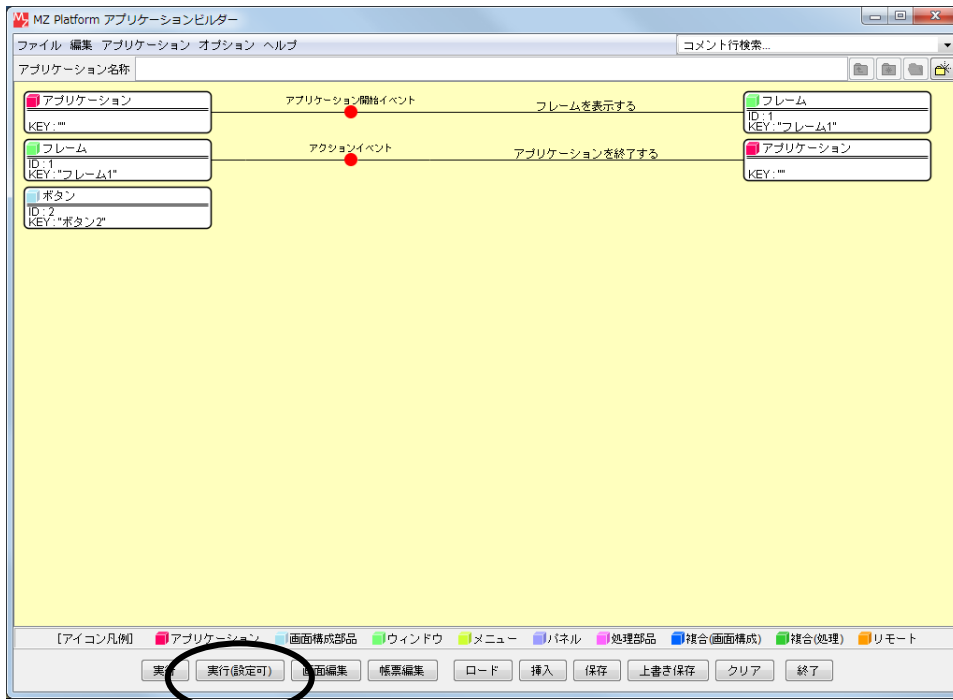 MZ Platform アプリケーションビルダー
ファイル 編集 アプリケーション オプション ヘルプ
コメント行検索...
アプリケーション名称
アプリケーション
KEY:""
アプリケーション開始イベント
フレームを表示する
フレーム
ID:1
KEY:"フレーム1"
フレーム
ID:1
KEY:"フレーム1"
アクションイベント
アプリケーションを終了する
アプリケーション
KEY:""
ボタン
ID:2
KEY:"ボタン2"
[アイコン凡例] アプリケーション 画面構成部品 ウィンドウ メニュー パネル 処理部品 複合(画面構成) 複合(処理) リモート
実行 実行(設定可) 画面編集 帳票編集 ロード 挿入 保存 上書き保存 クリア 終了